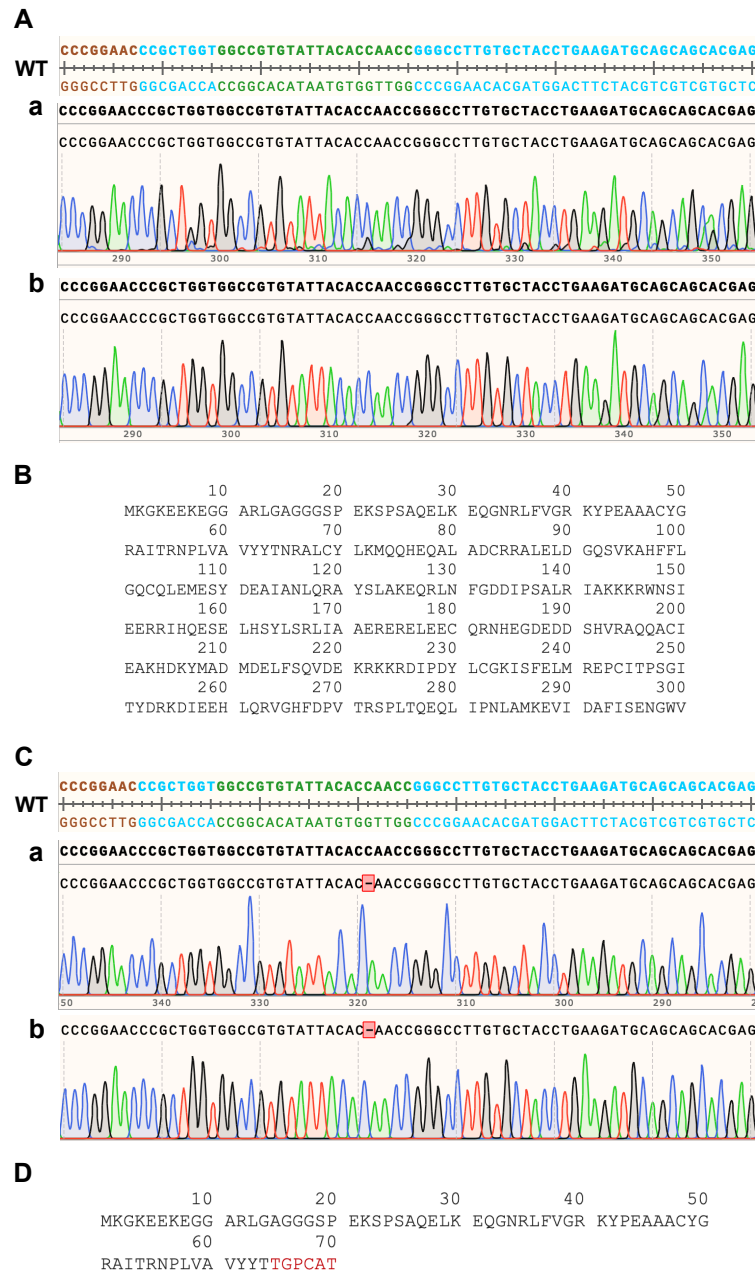 A
CCCGGAACCCGCTGGTGGCCGTGTATTACACCAACCGGGCCTTGTGCTACCTGAAGATGCAGCAGCACGAG
WT
GGGCCTTGGGCGACCACCGGCACATAATGTGGTTGGCCCGGAACACGATGGACTTCTACGTCGTCGTGCTC
a CCCGGAACCCGCTGGTGGCCGTGTATTACACCAACCGGGCCTTGTGCTACCTGAAGATGCAGCAGCACGAG
CCCGGAACCCGCTGGTGGCCGTGTATTACACCAACCGGGCCTTGTGCTACCTGAAGATGCAGCAGCACGAG
290 300 310 320 330 340 350
b CCCGGAACCCGCTGGTGGCCGTGTATTACACCAACCGGGCCTTGTGCTACCTGAAGATGCAGCAGCACGAG
CCCGGAACCCGCTGGTGGCCGTGTATTACACCAACCGGGCCTTGTGCTACCTGAAGATGCAGCAGCACGAG
290 300 310 320 330 340 350
B
10 20 30 40 50
MKGKEEKEGG ARLGAGGGSP EKSPSAQELK EQGNRLFVGR KYPEAAACYG
60 70 80 90 100
RAITRNPLVA VYYTNRALCY LKMQQHEQAL ADCRRALELD GQSVKAHFFL
110 120 130 140 150
GQCQLEMESY DEAIANLQRA YSLAKEQRLN FGDDIPSALR IAKKKRWNSI
160 170 180 190 200
EERRIHQESE LHSYLSRLIA AERERELEEC QRNHEGDEDD SHVRAQQACI
210 220 230 240 250
EAKHDKYMAD MDELFSQVDE KRKKRDIPDY LCGKISFELM REPCITPSGI
260 270 280 290 300
TYDRKDIEEH LQRVGHFDPV TRSPLTQEQL IPNLAMKEVI DAFISENGWV
C
CCCGGAACCCGCTGGTGGCCGTGTATTACACCAACCGGGCCTTGTGCTACCTGAAGATGCAGCAGCACGAG
WT
GGGCCTTGGGCGACCACCGGCACATAATGTGGTTGGCCCGGAACACGATGGACTTCTACGTCGTCGTGCTC
a CCCGGAACCCGCTGGTGGCCGTGTATTACACCAACCGGGCCTTGTGCTACCTGAAGATGCAGCAGCACGAG
CCCGGAACCCGCTGGTGGCCGTGTATTACAC-AACCGGGCCTTGTGCTACCTGAAGATGCAGCAGCACGAG
50 340 330 320 310 300 290
b CCCGGAACCCGCTGGTGGCCGTGTATTACAC-AACCGGGCCTTGTGCTACCTGAAGATGCAGCAGCACGAG
D
10 20 30 40 50
MKGKEEKEGG ARLGAGGGSP EKSPSAQELK EQGNRLFVGR KYPEAAACYG
60 70
RAITRNPLVA VYYTTGPCAT